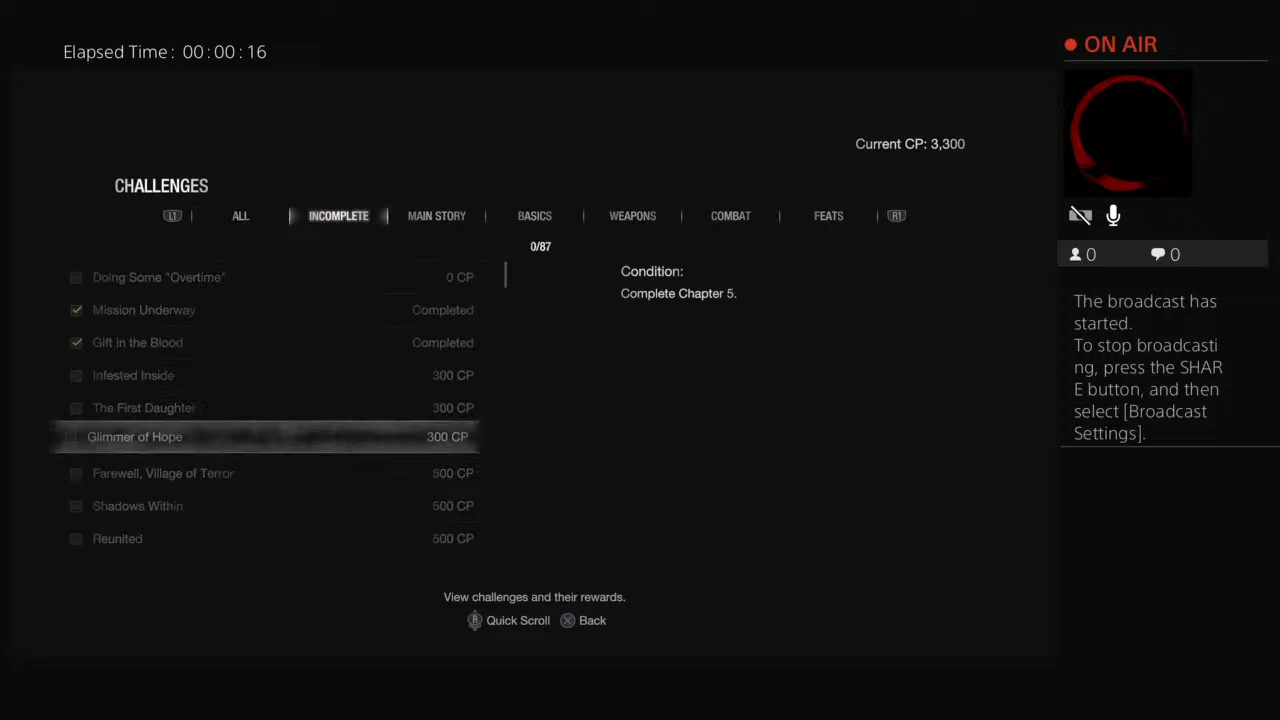 Elapsed Time: 00:00:16
ON AIR
Current CP: 3,300
CHALLENGES
L1 ALL INCOMPLETE MAIN STORY BASICS WEAPONS COMBAT FEATS R1
0/87
Doing Some "Overtime" 0 CP
Mission Underway Completed
Gift in the Blood Completed
Infested Inside 300 CP
The First Daughter 300 CP
Glimmer of Hope 300 CP
Farewell, Village of Terror 500 CP
Shadows Within 500 CP
Reunited 500 CP
Condition:
Complete Chapter 5.
View challenges and their rewards.
R Quick Scroll Back
0 0
The broadcast has
started.
To stop broadcasti
ng, press the SHAR
E button, and then
select [Broadcast
Settings].